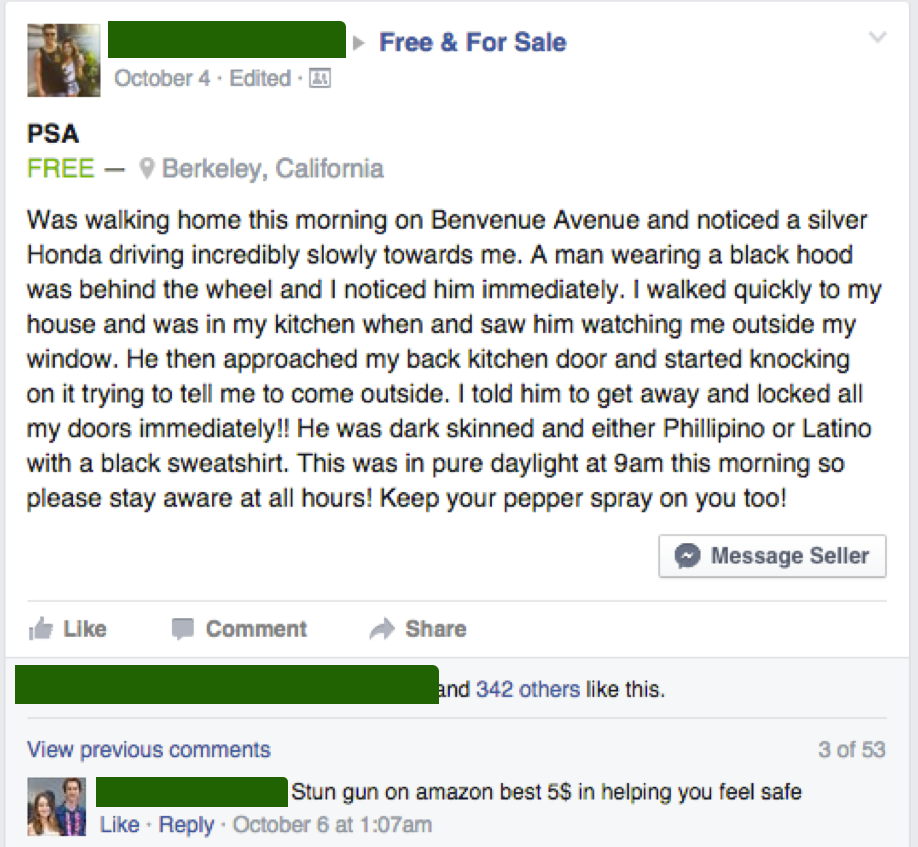 Free & For Sale
October 4 · Edited ·
PSA
FREE — Berkeley, California
Was walking home this morning on Benvenue Avenue and noticed a silver
Honda driving incredibly slowly towards me. A man wearing a black hood
was behind the wheel and I noticed him immediately. I walked quickly to my
house and was in my kitchen when and saw him watching me outside my
window. He then approached my back kitchen door and started knocking
on it trying to tell me to come outside. I told him to get away and locked all
my doors immediately!! He was dark skinned and either Phillipino or Latino
with a black sweatshirt. This was in pure daylight at 9am this morning so
please stay aware at all hours! Keep your pepper spray on you too!
Message Seller
Like Comment Share
and 342 others like this.
View previous comments 3 of 53
Stun gun on amazon best 5$ in helping you feel safe
Like · Reply · October 6 at 1:07am